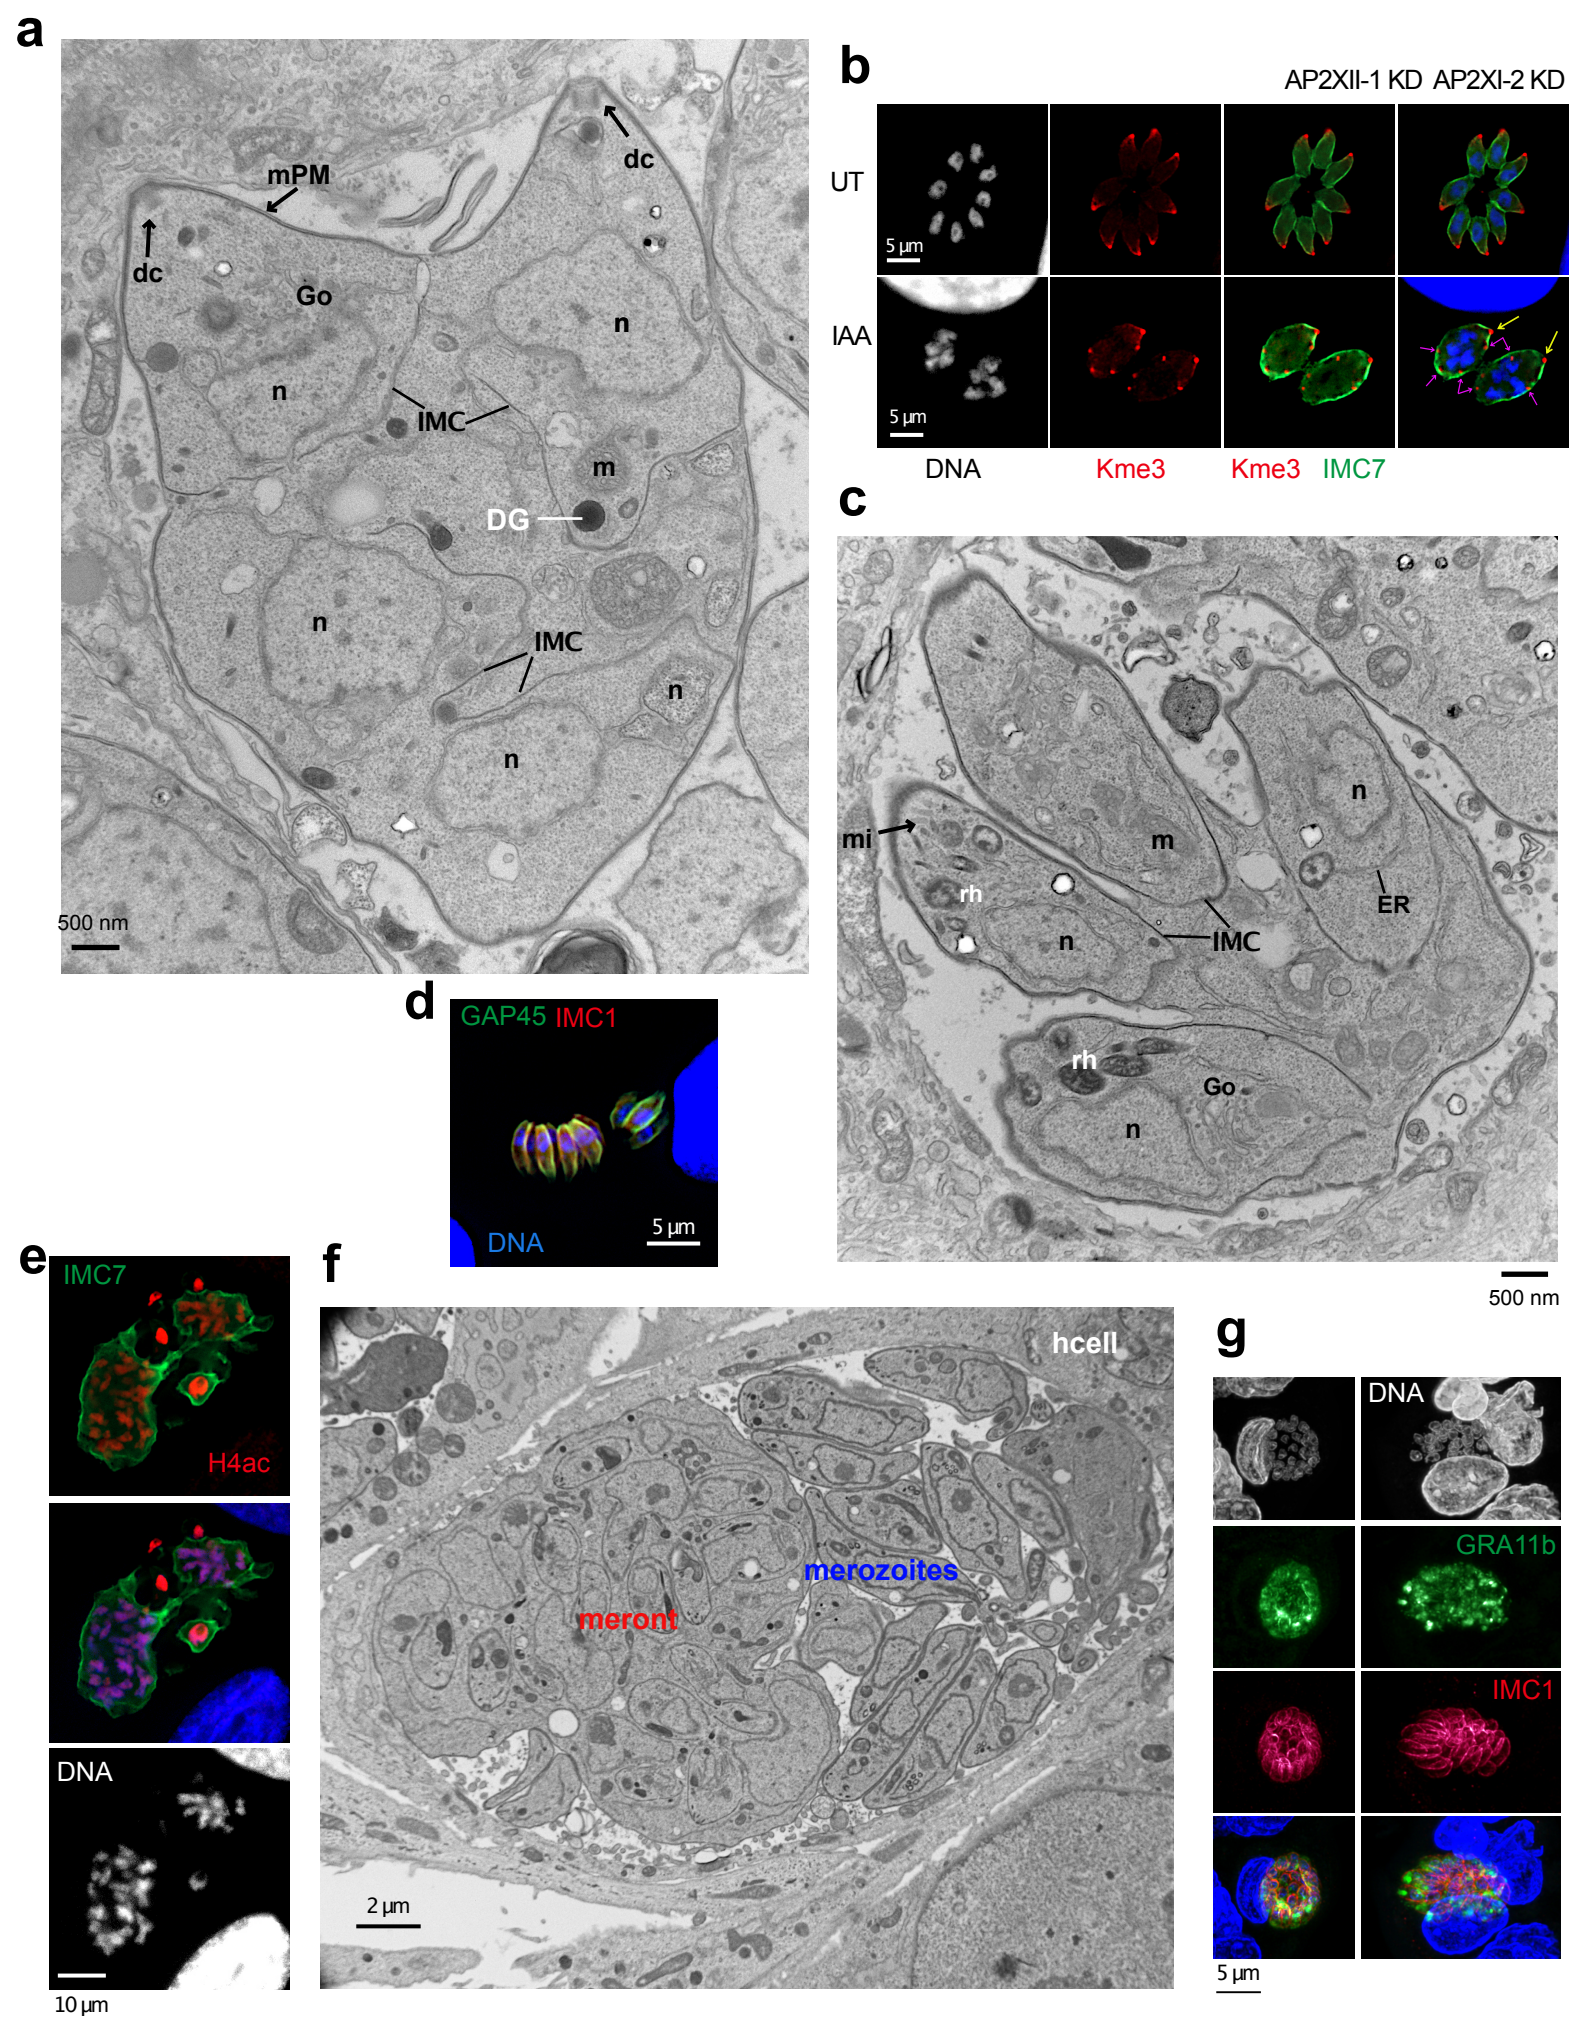 a
mPM
dc
dc
Go
n
n
IMC
m
DG
n
IMC
n
n
500 nm
b
AP2XII-1 KD AP2XI-2 KD
UT
5 µm
IAA
5 µm
DNA
Kme3
Kme3 IMC7
c
n
mi
m
rh
ER
n
IMC
rh
Go
n
500 nm
d
GAP45 IMC1
5 µm
DNA
e
IMC7
H4ac
DNA
10 µm
f
hcell
merozoites
meront
2 µm
g
DNA
GRA11b
IMC1
5 µm